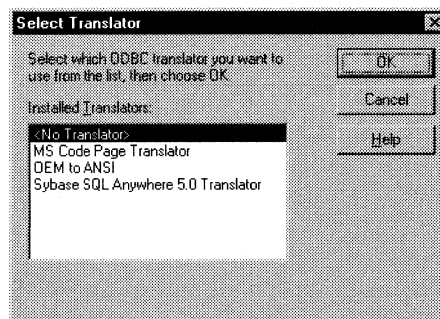 Select Translator
Select which ODBC translator you want to
use from the list, then choose OK.
OK
Cancel
Help
Installed Translators:
<No Translator>
MS Code Page Translator
OEM to ANSI
Sybase SQL Anywhere 5.0 Translator